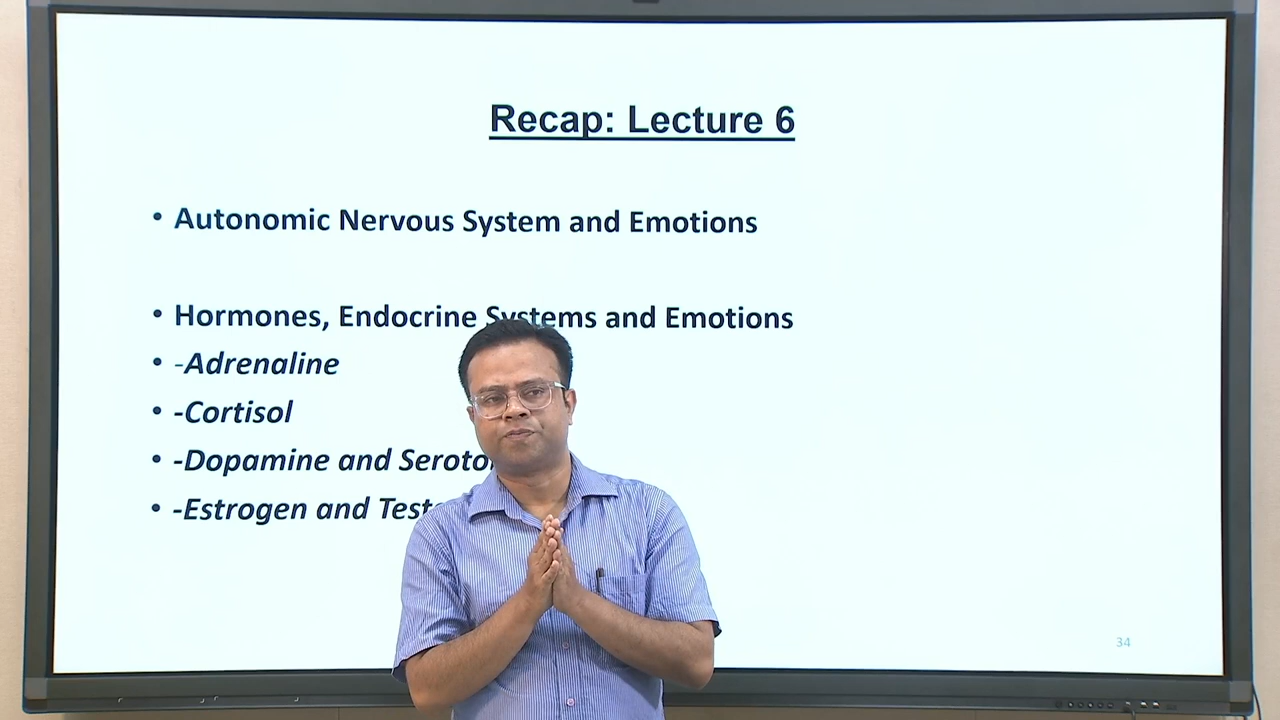 Recap: Lecture 6
• Autonomic Nervous System and Emotions
• Hormones, Endocrine Systems and Emotions
• -Adrenaline
• -Cortisol
• -Dopamine and
• -Estrogen and
34